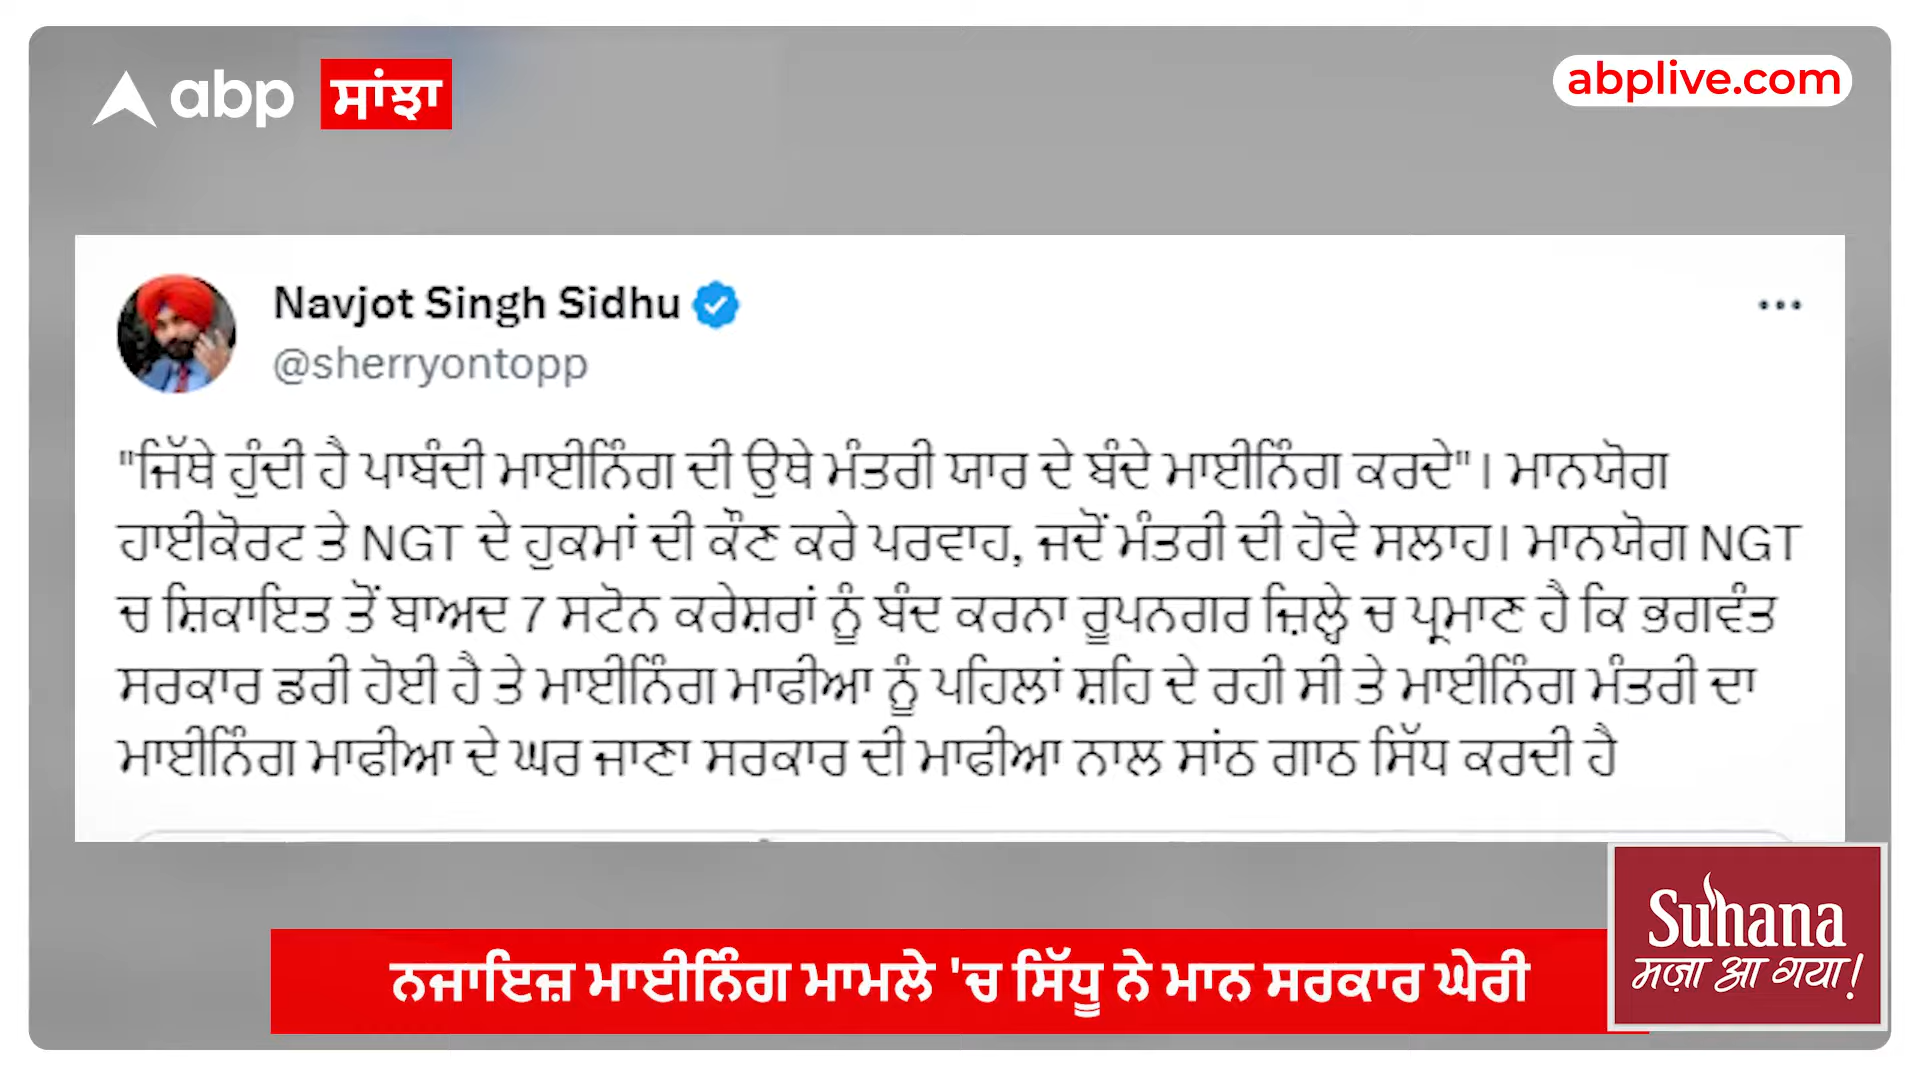 abp ਸਾਂਝਾ
abplive.com
Navjot Singh Sidhu
@sherryontopp
"ਜਿੱਥੇ ਹੁੰਦੀ ਹੈ ਪਾਬੰਦੀ ਮਾਈਨਿੰਗ ਦੀ ਉਥੇ ਮੰਤਰੀ ਯਾਰ ਦੇ ਬੰਦੇ ਮਾਈਨਿੰਗ ਕਰਦੇ"। ਮਾਨਯੋਗ
ਹਾਈਕੋਰਟ ਤੇ NGT ਦੇ ਹੁਕਮਾਂ ਦੀ ਕੌਣ ਕਰੇ ਪਰਵਾਹ, ਜਦੋਂ ਮੰਤਰੀ ਦੀ ਹੋਵੇ ਸਲਾਹ। ਮਾਨਯੋਗ NGT
ਚ ਸ਼ਿਕਾਇਤ ਤੋਂ ਬਾਅਦ 7 ਸਟੋਨ ਕਰੇਸ਼ਰਾਂ ਨੂੰ ਬੰਦ ਕਰਨਾ ਰੂਪਨਗਰ ਜ਼ਿਲ੍ਹੇ ਚ ਪ੍ਰਮਾਣ ਹੈ ਕਿ ਭਗਵੰਤ
ਸਰਕਾਰ ਡਰੀ ਹੋਈ ਹੈ ਤੇ ਮਾਈਨਿੰਗ ਮਾਫੀਆ ਨੂੰ ਪਹਿਲਾਂ ਸ਼ਹਿ ਦੇ ਰਹੀ ਸੀ ਤੇ ਮਾਈਨਿੰਗ ਮੰਤਰੀ ਦਾ
ਮਾਈਨਿੰਗ ਮਾਫੀਆ ਦੇ ਘਰ ਜਾਣਾ ਸਰਕਾਰ ਦੀ ਮਾਫੀਆ ਨਾਲ ਸਾਂਠ ਗਾਠ ਸਿੱਧ ਕਰਦੀ ਹੈ
ਨਜਾਇਜ਼ ਮਾਈਨਿੰਗ ਮਾਮਲੇ 'ਚ ਸਿੱਧੂ ਨੇ ਮਾਨ ਸਰਕਾਰ ਘੇਰੀ
Suhana
मज़ा आ गया!